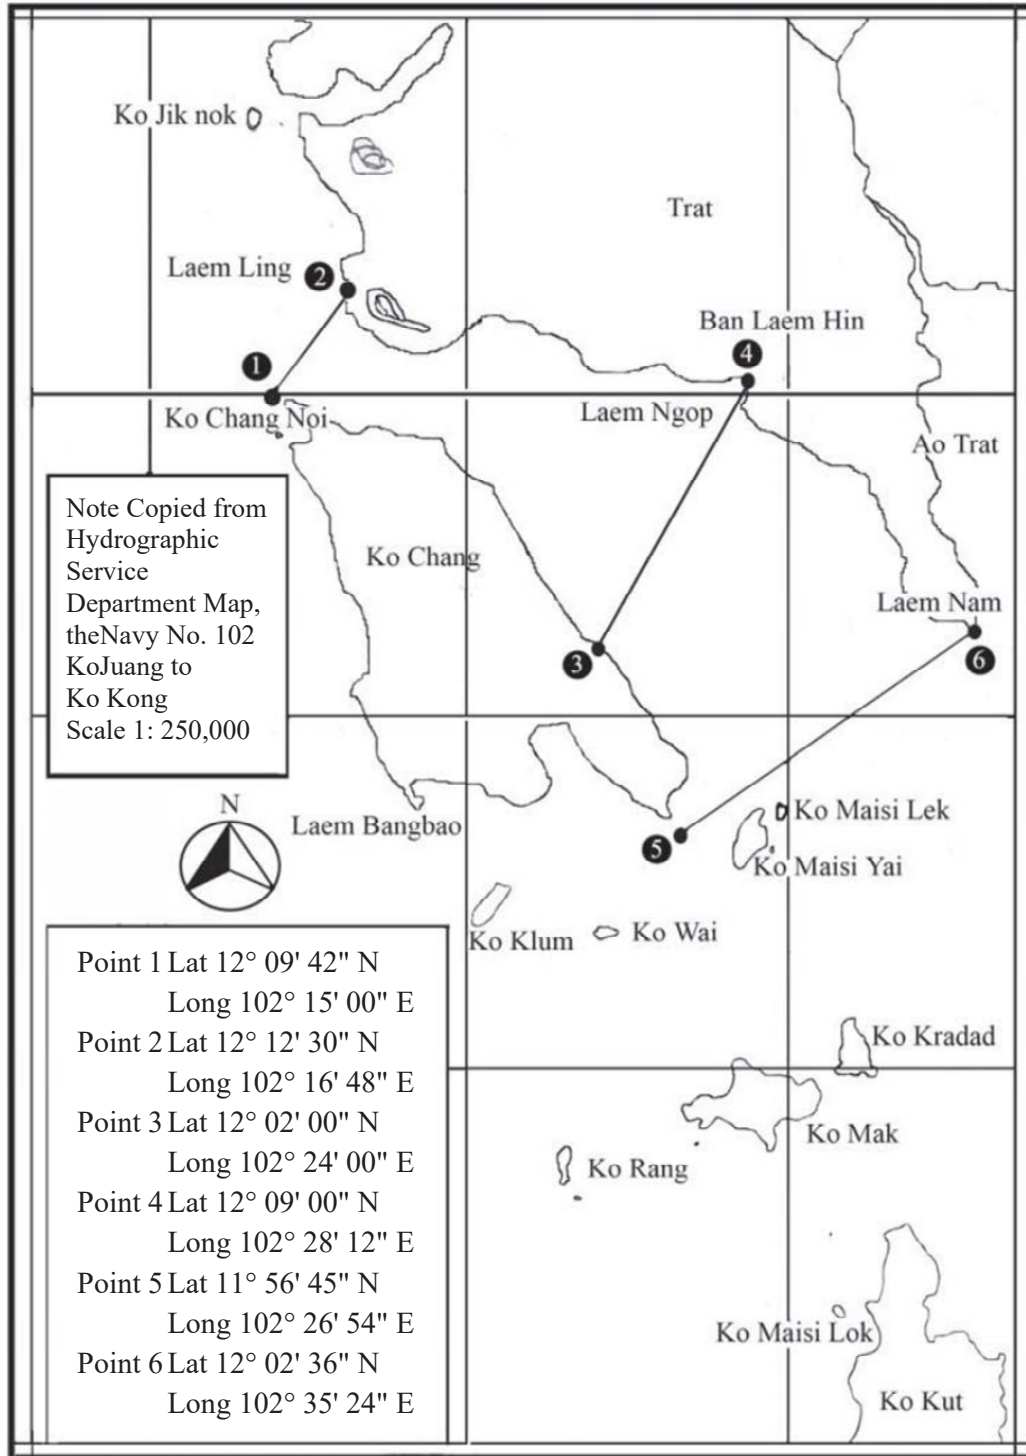 Ko Jik nok
Trat
Laem Ling
2
Ban Laem Hin
4
1
Ko Chang Noi
Laem Ngop
Ao Trat
Note Copied from
Hydrographic
Service
Department Map,
theNavy No. 102
KoJuang to
Ko Kong
Scale 1: 250,000
Ko Chang
Laem Nam
3
6
N
Laem Bangbao
Ko Maisi Lek
5
Ko Maisi Yai
Ko Klum
Ko Wai
Point 1 Lat 12° 09' 42" N
Long 102° 15' 00" E
Point 2 Lat 12° 12' 30" N
Long 102° 16' 48" E
Point 3 Lat 12° 02' 00" N
Long 102° 24' 00" E
Point 4 Lat 12° 09' 00" N
Long 102° 28' 12" E
Point 5 Lat 11° 56' 45" N
Long 102° 26' 54" E
Point 6 Lat 12° 02' 36" N
Long 102° 35' 24" E
Ko Kradad
Ko Mak
Ko Rang
Ko Maisi Lok
Ko Kut